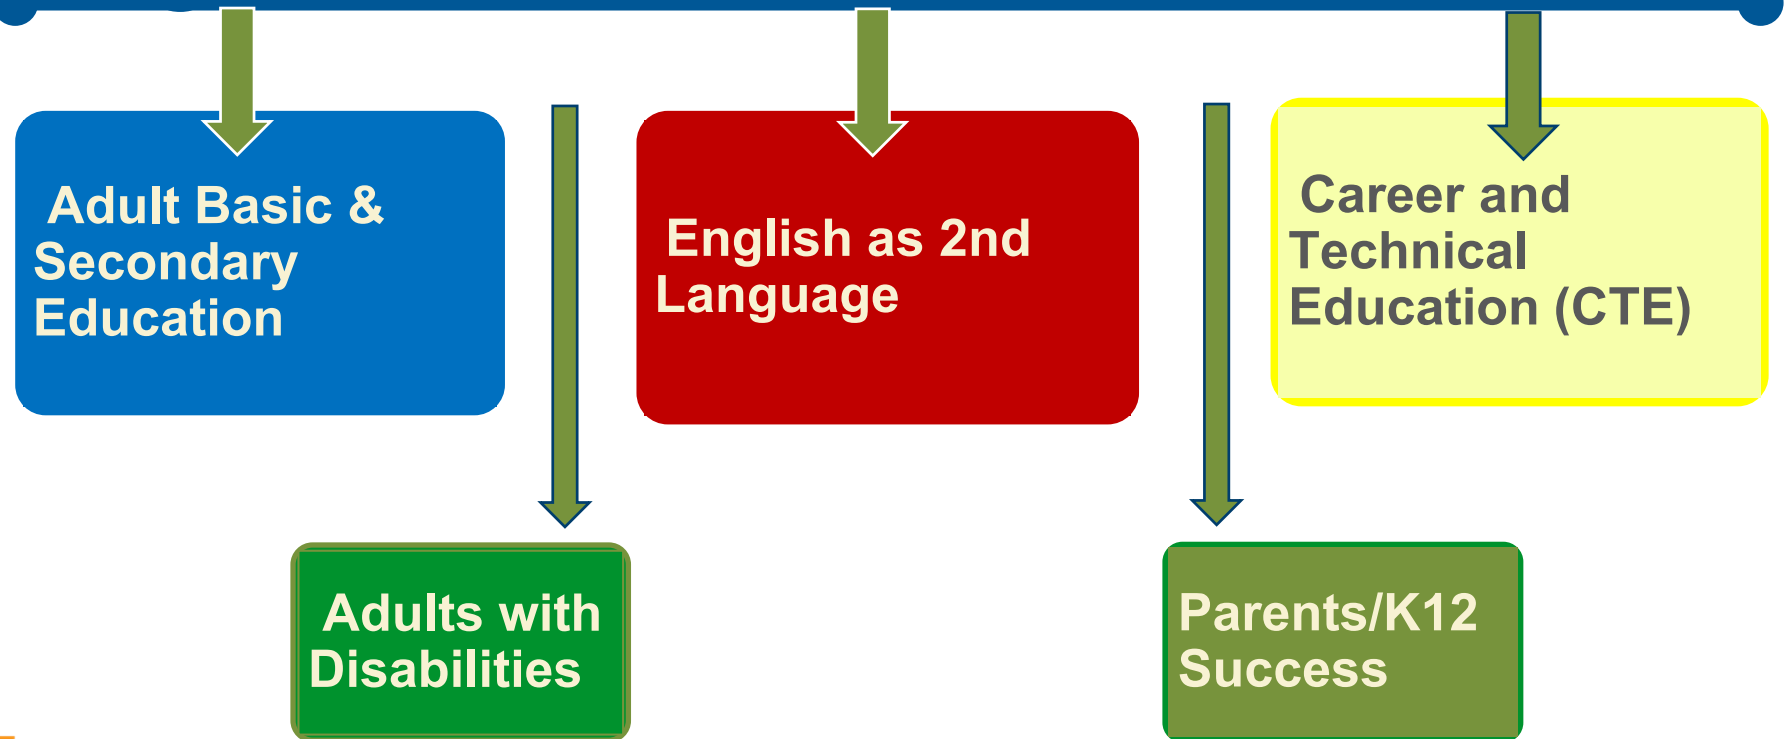 Adult Basic &
Secondary
Education
English as 2nd
Language
Career and
Technical
Education (CTE)
Adults with
Disabilities
Parents/K12
Success